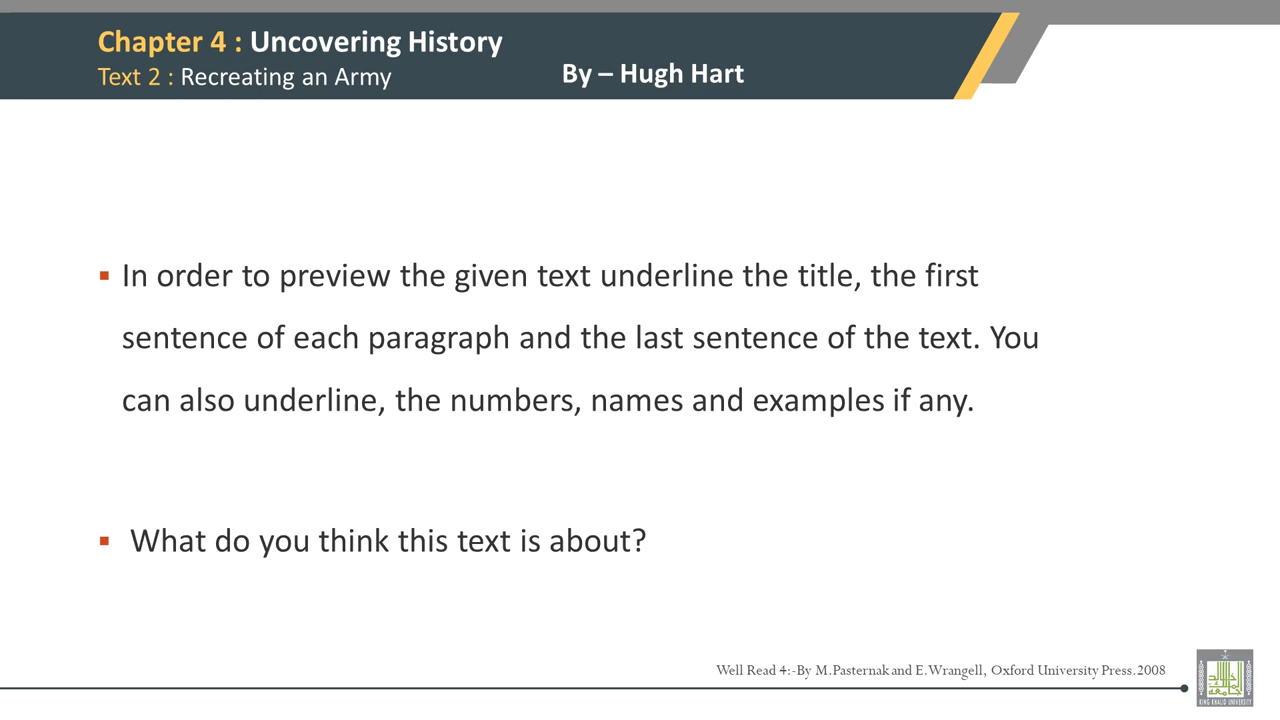 Chapter 4 : Uncovering History
Text 2 : Recreating an Army
By – Hugh Hart
▪ In order to preview the given text underline the title, the first
sentence of each paragraph and the last sentence of the text. You
can also underline, the numbers, names and examples if any.
▪ What do you think this text is about?
Well Read 4:-By M.Pasternak and E.Wrangell, Oxford University Press.2008
KING KHALID UNIVERSITY